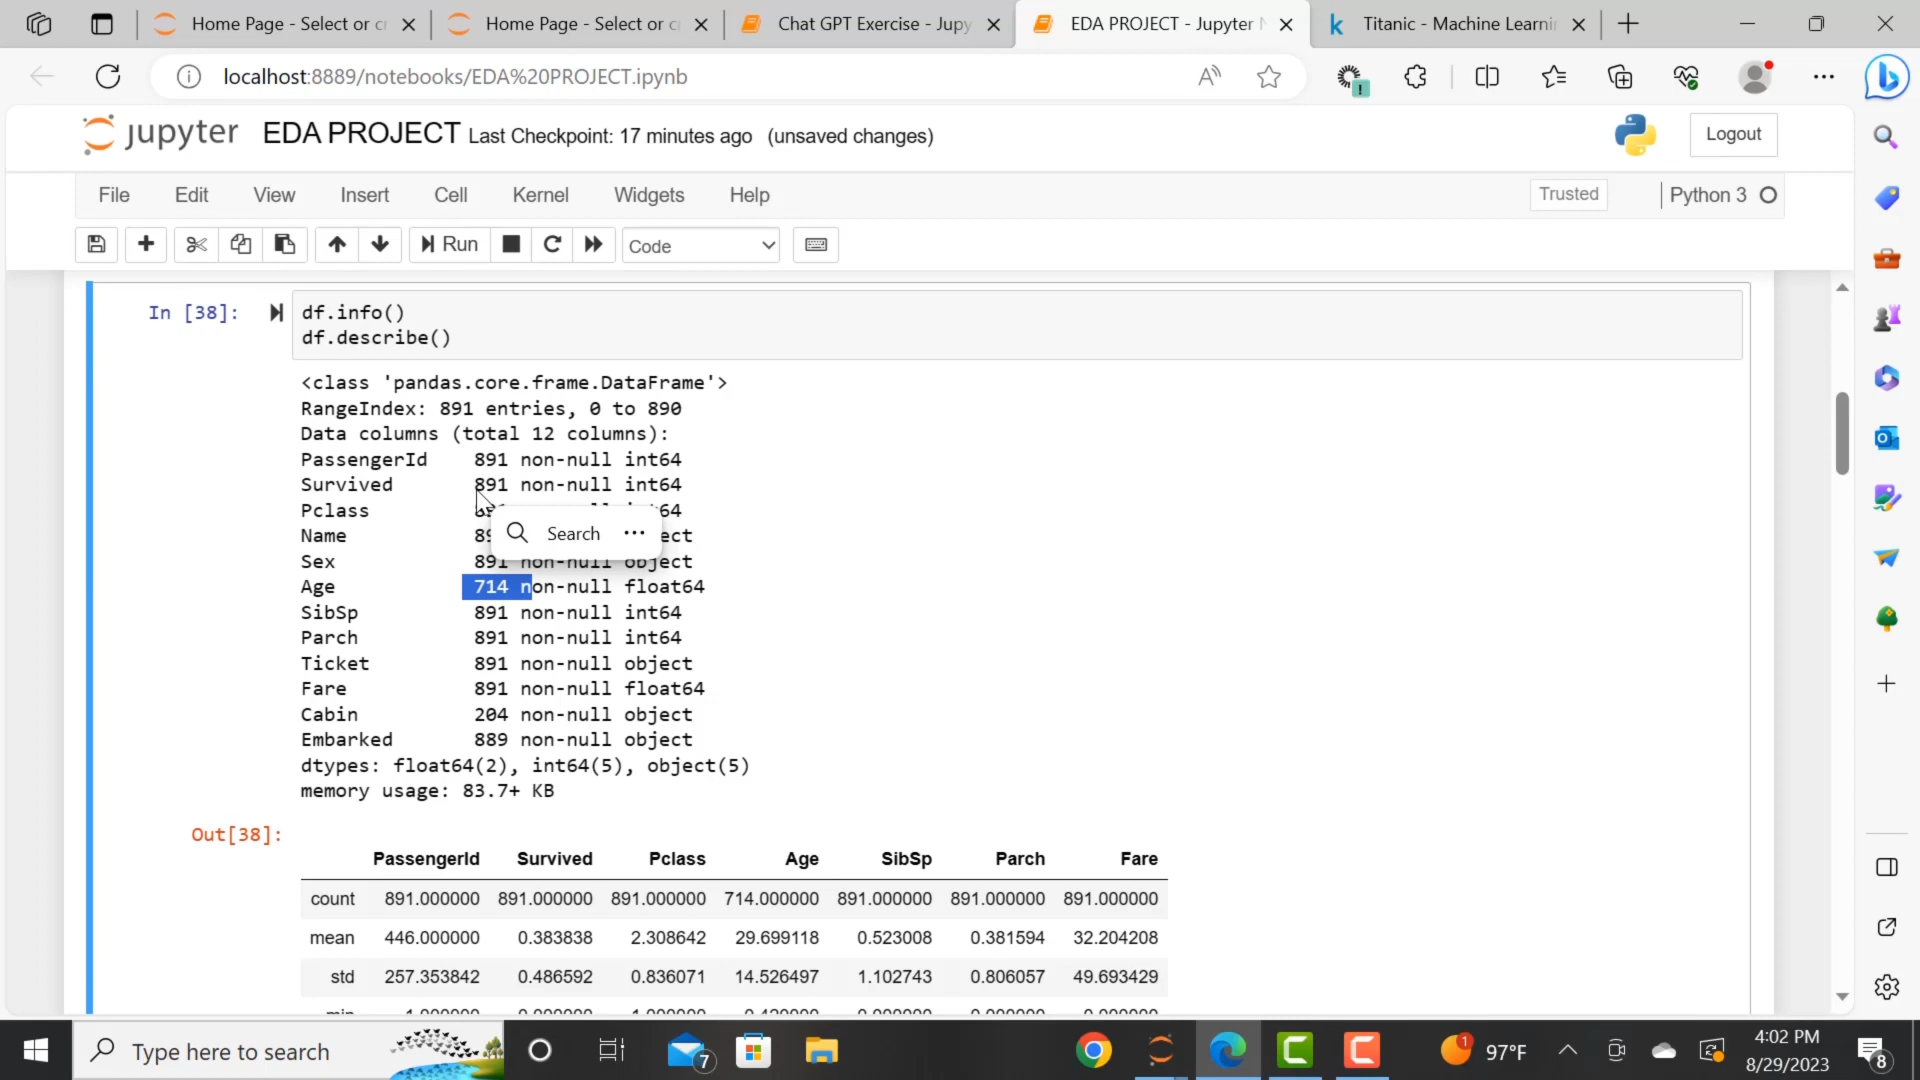 Home Page - Select or cr
Home Page - Select or c
Chat GPT Exercise - Jupy
EDA PROJECT - Jupyter N
Titanic - Machine Learnin
localhost:8889/notebooks/EDA%20PROJECT.ipynb
jupyter EDA PROJECT Last Checkpoint: 17 minutes ago (unsaved changes)
Logout
File Edit View Insert Cell Kernel Widgets Help
Trusted
Python 3
Run
Code
In [38]:
df.info()
df.describe()
<class 'pandas.core.frame.DataFrame'>
RangeIndex: 891 entries, 0 to 890
Data columns (total 12 columns):
PassengerId 891 non-null int64
Survived 891 non-null int64
Pclass 64
Name ect
Search
Sex 891 non-null object
Age 714 non-null float64
SibSp 891 non-null int64
Parch 891 non-null int64
Ticket 891 non-null object
Fare 891 non-null float64
Cabin 204 non-null object
Embarked 889 non-null object
dtypes: float64(2), int64(5), object(5)
memory usage: 83.7+ KB
Out[38]:
PassengerId Survived Pclass Age SibSp Parch Fare
count 891.000000 891.000000 891.000000 714.000000 891.000000 891.000000 891.000000
mean 446.000000 0.383838 2.308642 29.699118 0.523008 0.381594 32.204208
std 257.353842 0.486592 0.836071 14.526497 1.102743 0.806057 49.693429
Type here to search
7
1
97°F
4:02 PM
8/29/2023
8